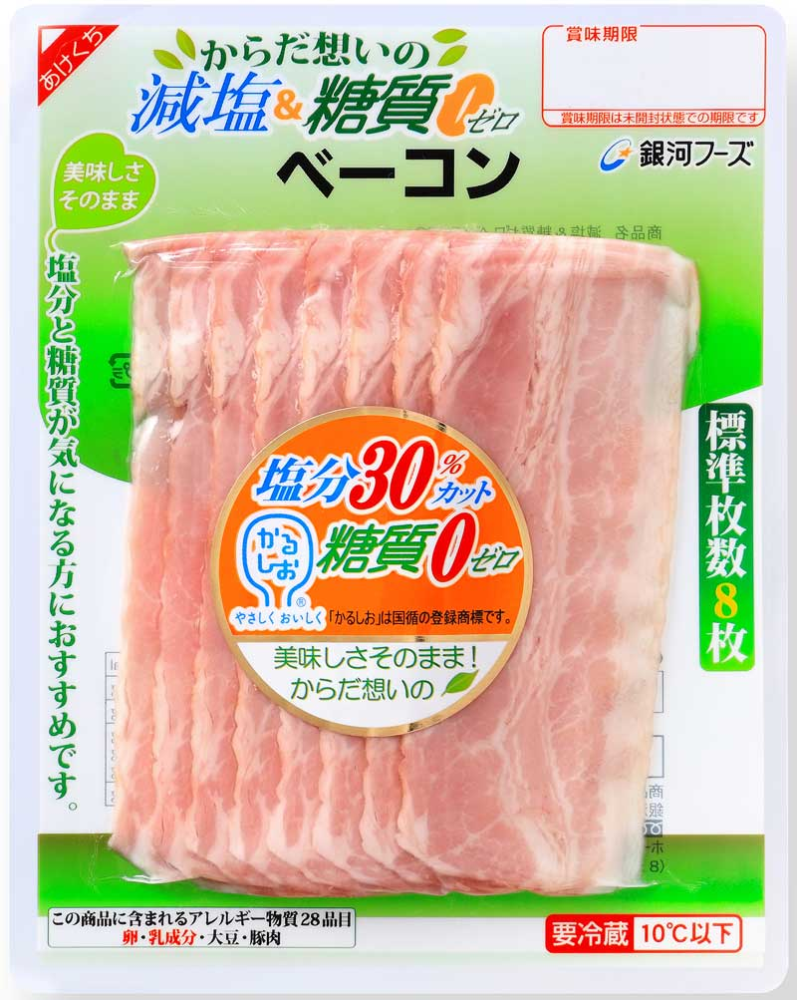 あけくち
からだ想いの
減塩&糖質0ゼロ
ベーコン
賞味期限
賞味期限は未開封状態での期限です
銀河フーズ
美味しさ
そのまま
塩分と糖質が気になる方におすすめです。
標準枚数8枚
塩分30%カット
糖質0ゼロ
かる
しお
®
やさしくおいしく
「かるしお」は国循の登録商標です。
美味しさそのまま!
からだ想いの
この商品に含まれるアレルギー物質28品目
卵・乳成分・大豆・豚肉
要冷蔵 10℃以下